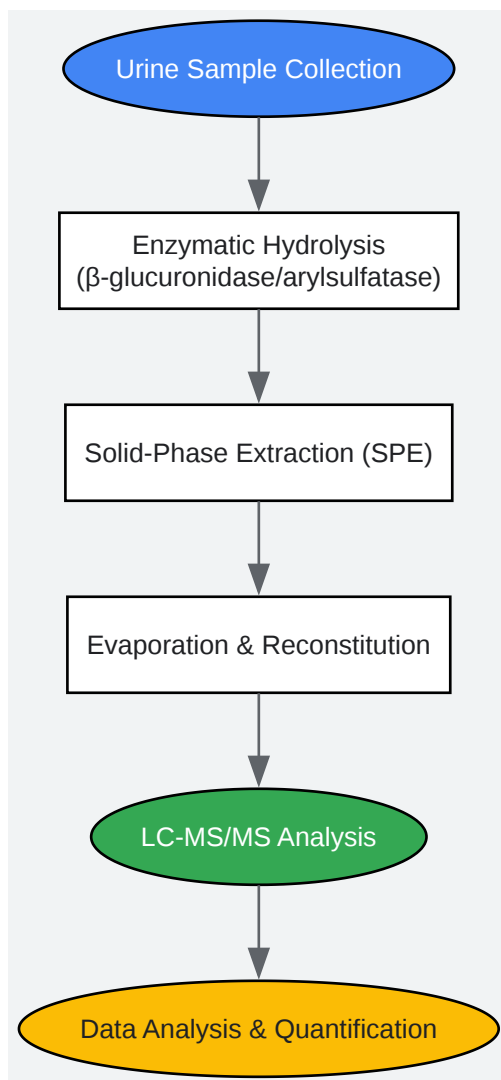 Urine Sample Collection
Enzymatic Hydrolysis
(β-glucuronidase/arylsulfatase)
Solid-Phase Extraction (SPE)
Evaporation & Reconstitution
LC-MS/MS Analysis
Data Analysis & Quantification